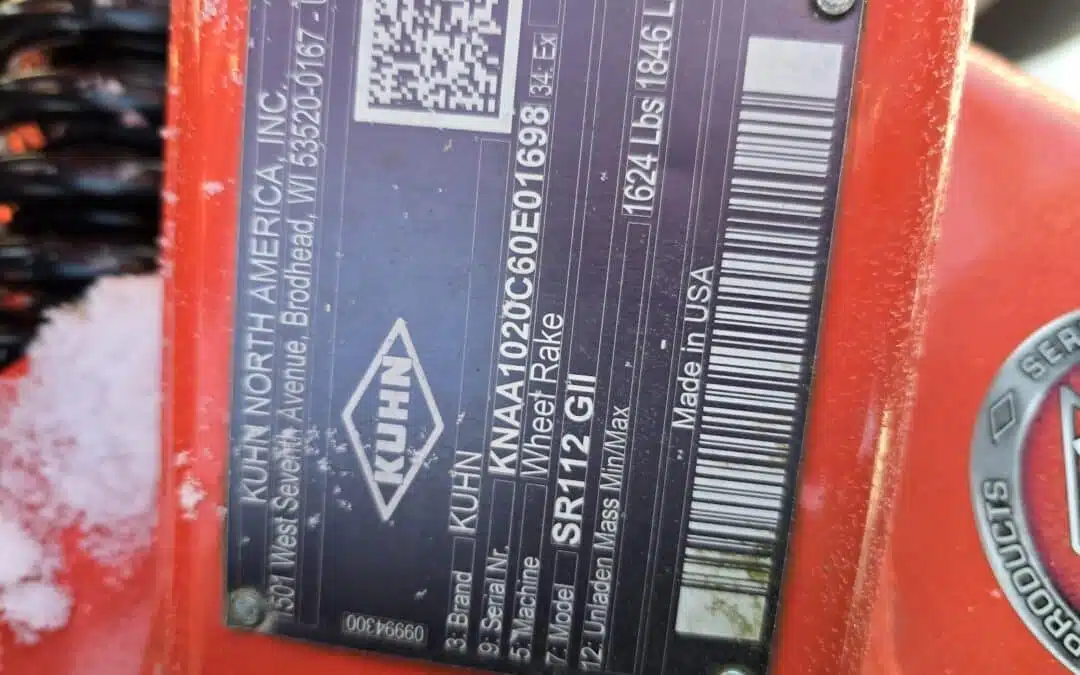 KUHN NORTH AMERICA, INC.
1501 West Seventh Avenue, Brodhead, WI 53520-0167 -
KUHN
09994300
3: Brand KUHN
9: Serial Nr. KNAA1020C60E01698 34: Ex
5: Machine Wheel Rake
7: Model SR112 GII
12: Unladen Mass Min/Max 1624 Lbs 1846 L
Made in USA
PRODUCTS
SER